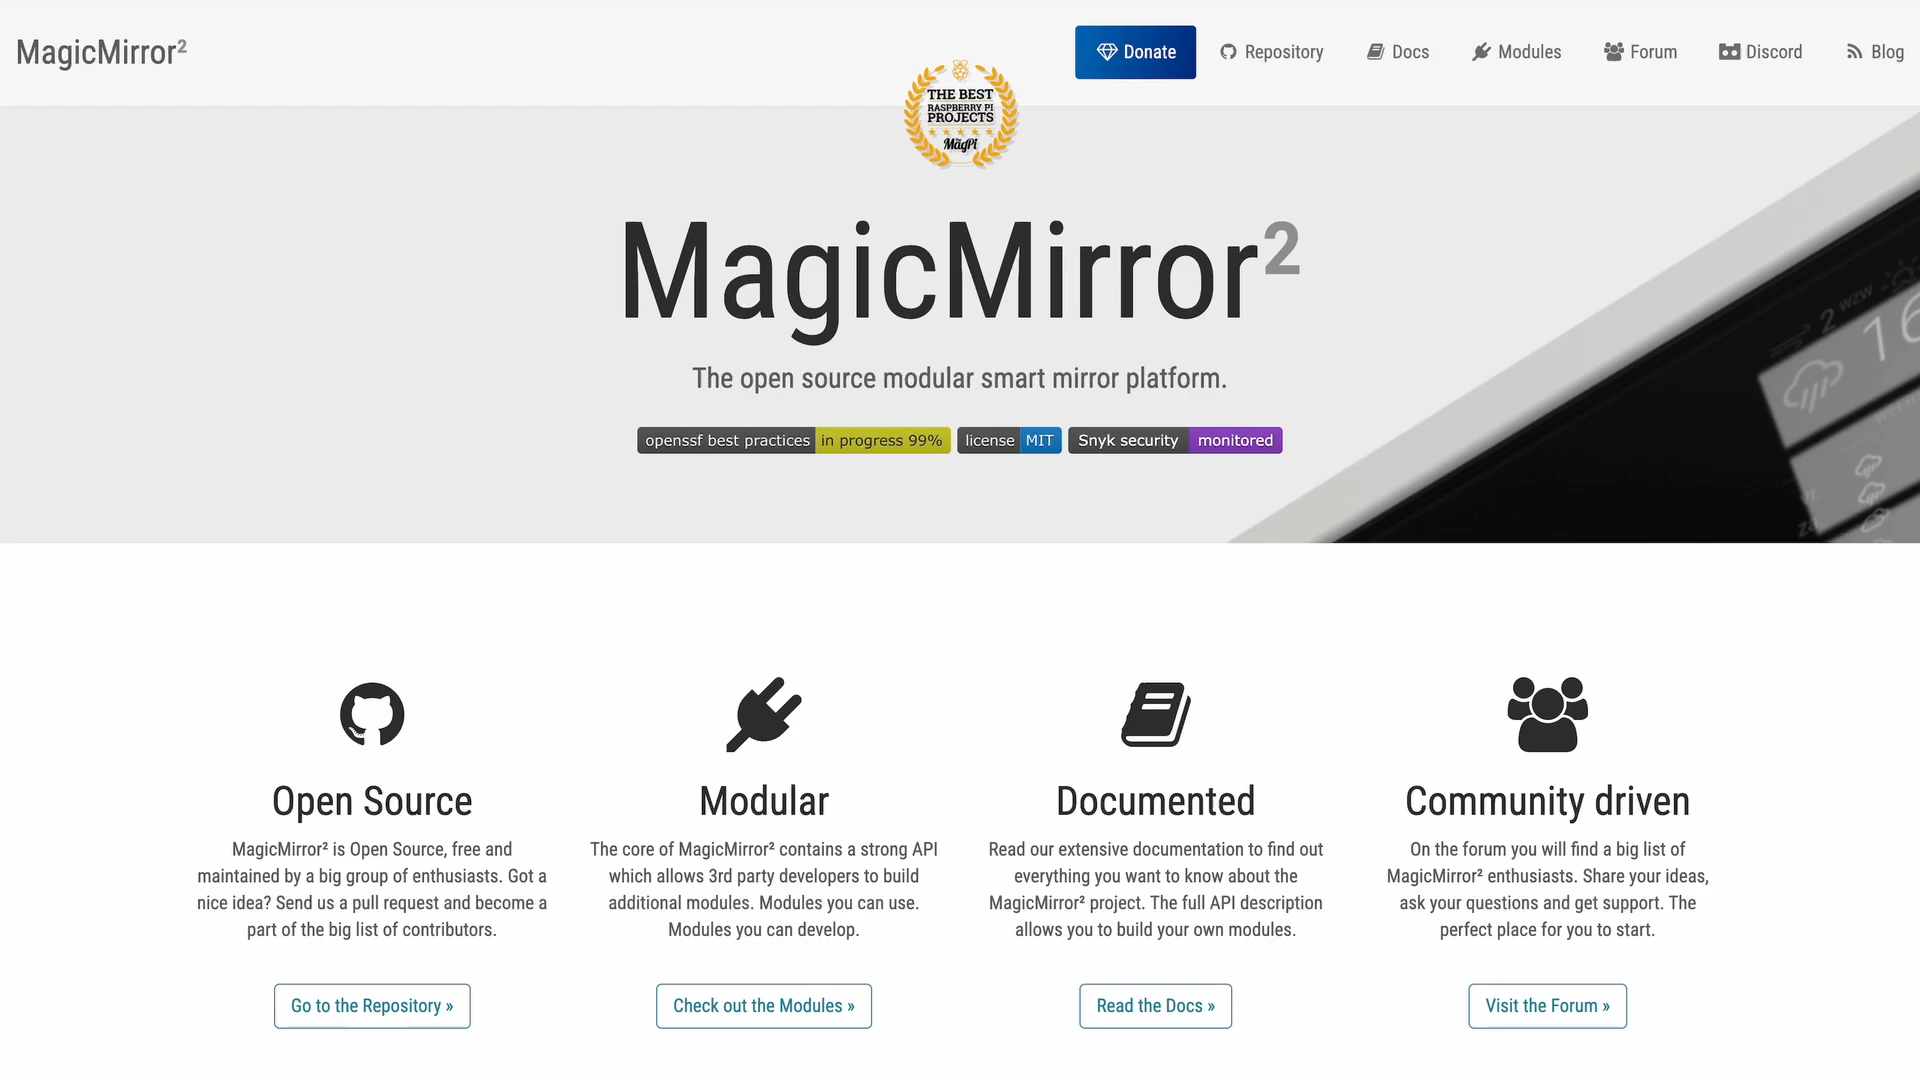 MagicMirror²
Donate
Repository
Docs
Modules
Forum
Discord
Blog
THE BEST
RASPBERRY PI
PROJECTS
MagPi
MagicMirror²
The open source modular smart mirror platform.
openssf best practices in progress 99%
license MIT
Snyk security monitored
2 WZW
16
Open Source
MagicMirror² is Open Source, free and
maintained by a big group of enthusiasts. Got a
nice idea? Send us a pull request and become a
part of the big list of contributors.
Go to the Repository »
Modular
The core of MagicMirror² contains a strong API
which allows 3rd party developers to build
additional modules. Modules you can use.
Modules you can develop.
Check out the Modules »
Documented
Read our extensive documentation to find out
everything you want to know about the
MagicMirror² project. The full API description
allows you to build your own modules.
Read the Docs »
Community driven
On the forum you will find a big list of
MagicMirror² enthusiasts. Share your ideas,
ask your questions and get support. The
perfect place for you to start.
Visit the Forum »